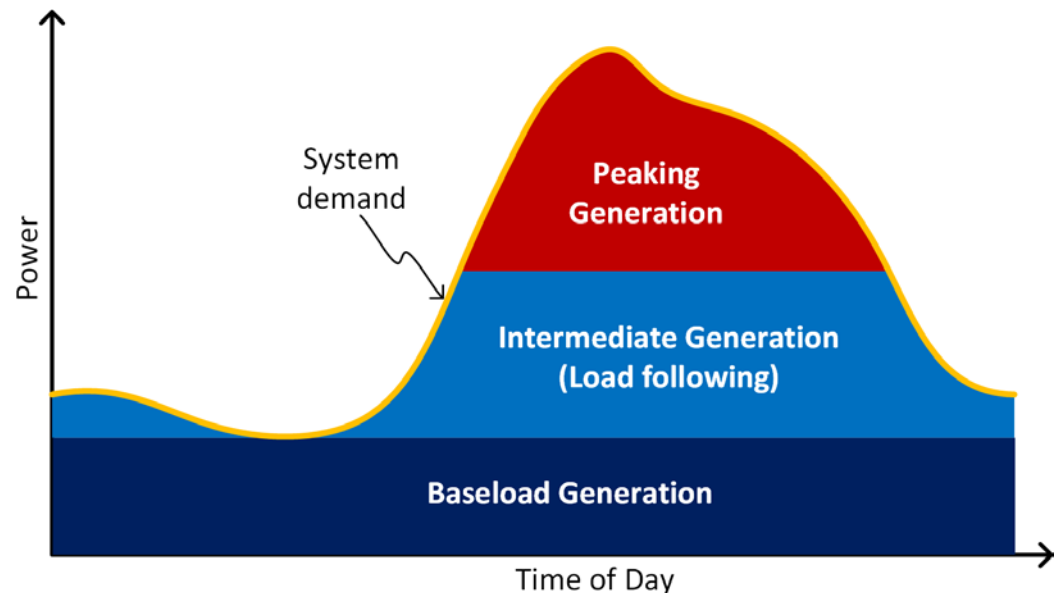 System
demand
Peaking
Generation
Power
Intermediate Generation
(Load following)
Baseload Generation
Time of Day